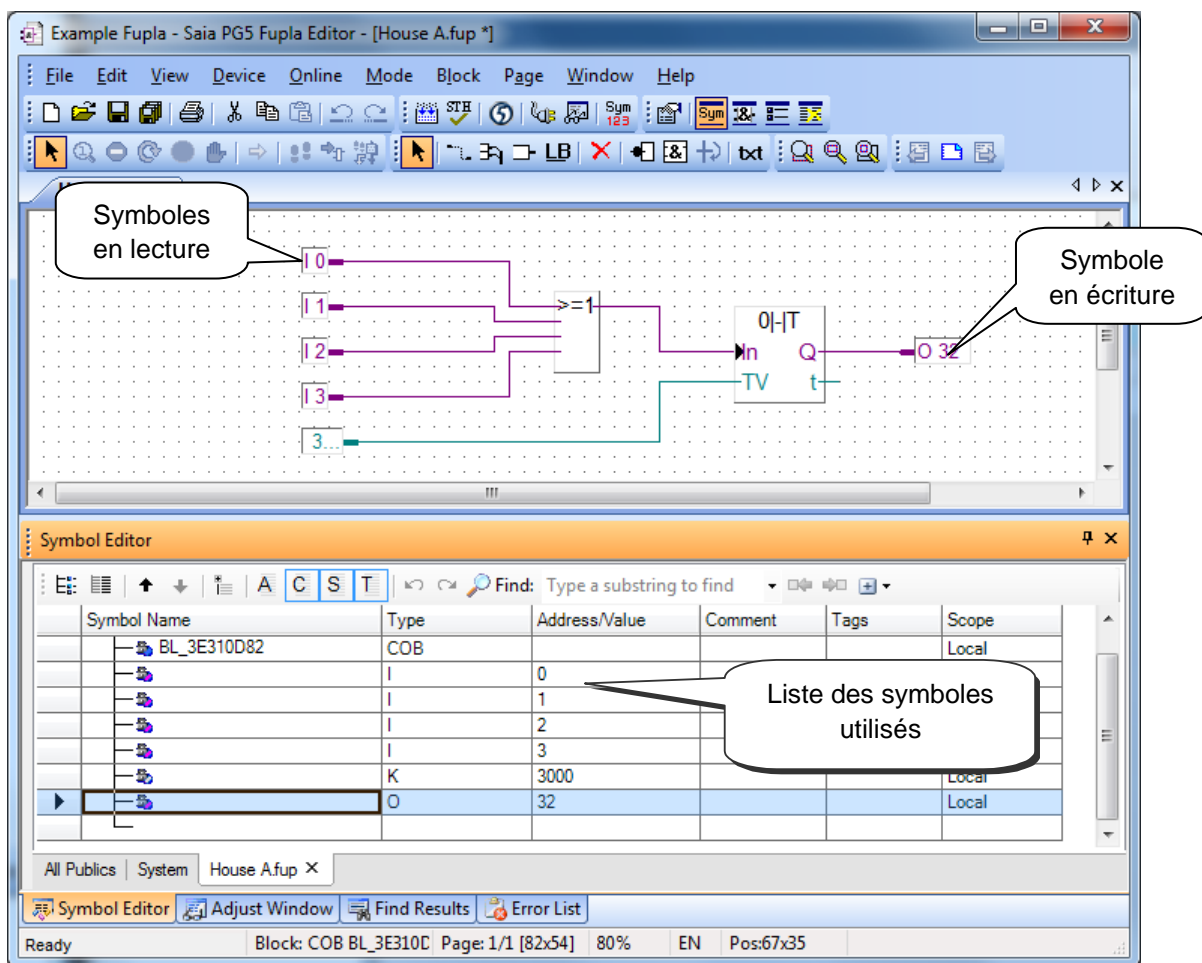 Example Fupla - Saia PG5 Fupla Editor - [House A.fup *]
File Edit View Device Online Mode Block Page Window Help
STH Sym 123 Sym &
LB & txt
Symboles
en lecture
Symbole
en écriture
I 0
I 1
I 2
I 3
3...
>=1
0|-|T
In Q
TV t
O 32
Symbol Editor
A C S T Find: Type a substring to find
Symbol Name Type Address/Value Comment Tags Scope
BL_3E310D82 COB Local
I 0
I 1
I 2
I 3
K 3000 Local
O 32 Local
Liste des symboles
utilisés
All Publics System House A.fup
Symbol Editor Adjust Window Find Results Error List
Ready Block: COB BL_3E310D Page: 1/1 [82x54] 80% EN Pos:67x35